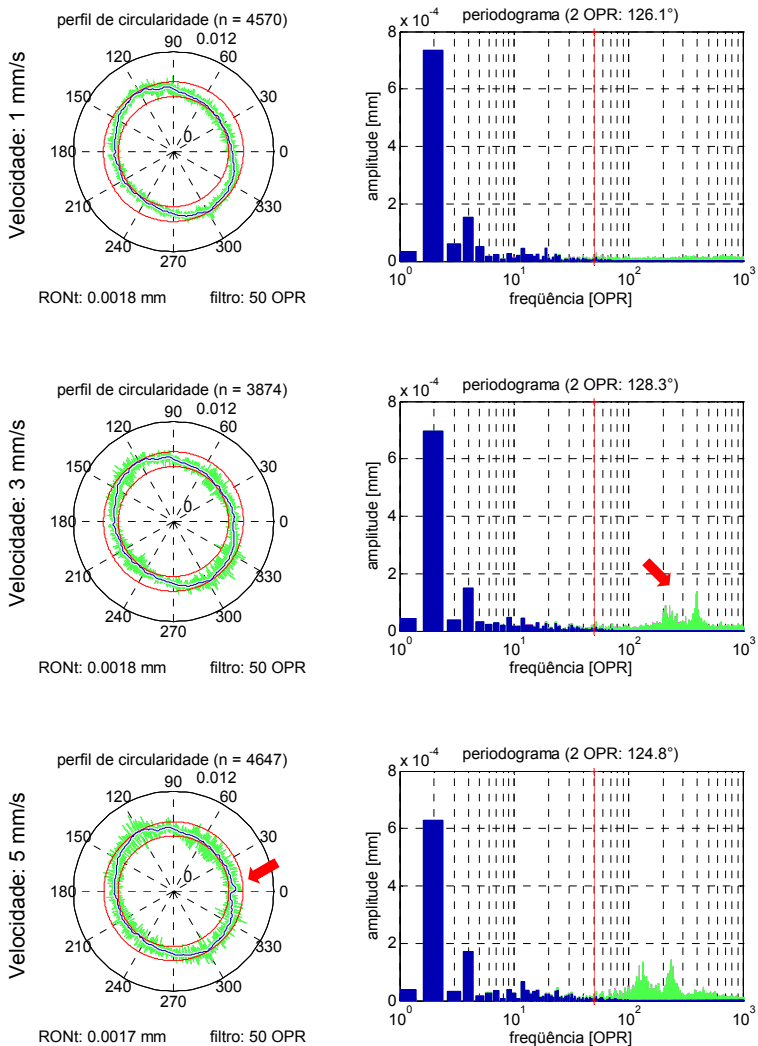 perfil de circularidade (n = 4570)
Velocidade: 1 mm/s
90 0.012
120 60
150 30
0
180 0
210 330
240 300
270
RONt: 0.0018 mm filtro: 50 OPR
periodograma (2 OPR: 126.1°)
x 10-4
8
6
4
2
0
amplitude [mm]
10^0 10^1 10^2 10^3
freqüência [OPR]
perfil de circularidade (n = 3874)
Velocidade: 3 mm/s
90 0.012
120 60
150 30
0
180 0
210 330
240 300
270
RONt: 0.0018 mm filtro: 50 OPR
periodograma (2 OPR: 128.3°)
x 10-4
8
6
4
2
0
amplitude [mm]
10^0 10^1 10^2 10^3
freqüência [OPR]
perfil de circularidade (n = 4647)
Velocidade: 5 mm/s
90 0.012
120 60
150 30
0
180 0
210 330
240 300
270
RONt: 0.0017 mm filtro: 50 OPR
periodograma (2 OPR: 124.8°)
x 10-4
8
6
4
2
0
amplitude [mm]
10^0 10^1 10^2 10^3
freqüência [OPR]